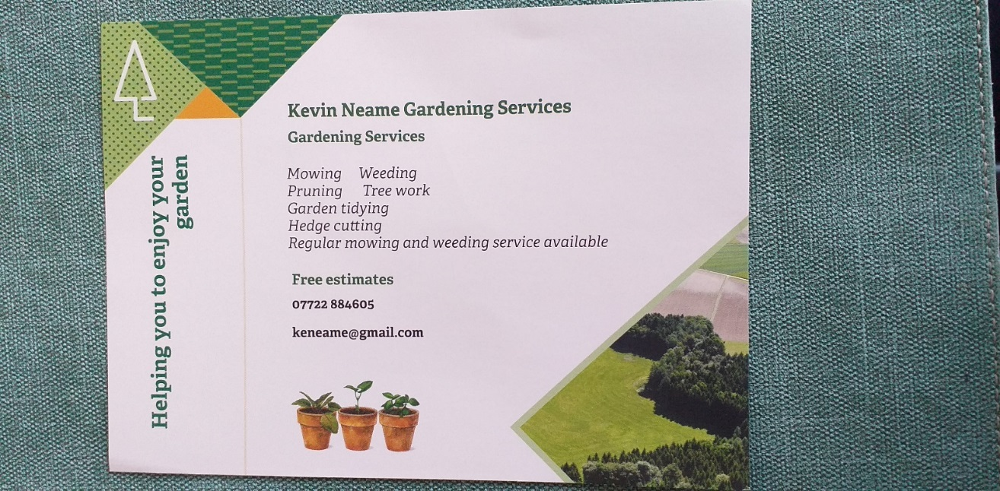 Helping you to enjoy your
garden
Kevin Neame Gardening Services
Gardening Services
Mowing Weeding
Pruning Tree work
Garden tidying
Hedge cutting
Regular mowing and weeding service available
Free estimates
07722 884605
keneame@gmail.com